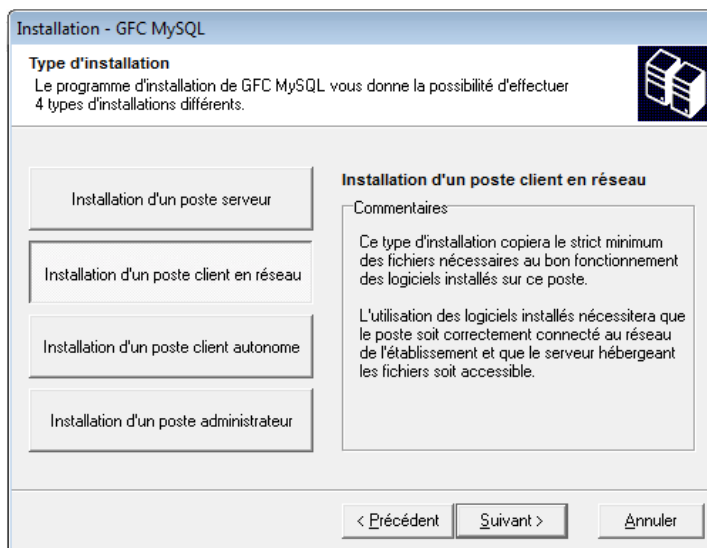 Installation - GFC MySQL
Type d'installation
Le programme d'installation de GFC MySQL vous donne la possibilité d'effectuer
4 types d'installations différents.
Installation d'un poste serveur
Installation d'un poste client en réseau
Installation d'un poste client autonome
Installation d'un poste administrateur
Installation d'un poste client en réseau
Commentaires
Ce type d'installation copiera le strict minimum
des fichiers nécessaires au bon fonctionnement
des logiciels installés sur ce poste.
L'utilisation des logiciels installés nécessitera que
le poste soit correctement connecté au réseau
de l'établissement et que le serveur hébergeant
les fichiers soit accessible.
< Précédent
Suivant >
Annuler